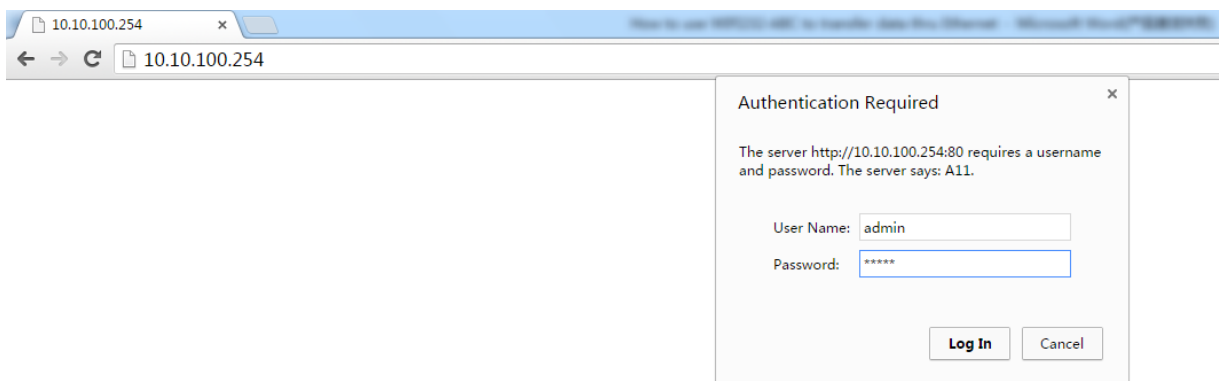 10.10.100.254
10.10.100.254
Authentication Required
The server http://10.10.100.254:80 requires a username
and password. The server says: A11.
User Name: admin
Password: *****
Log In Cancel